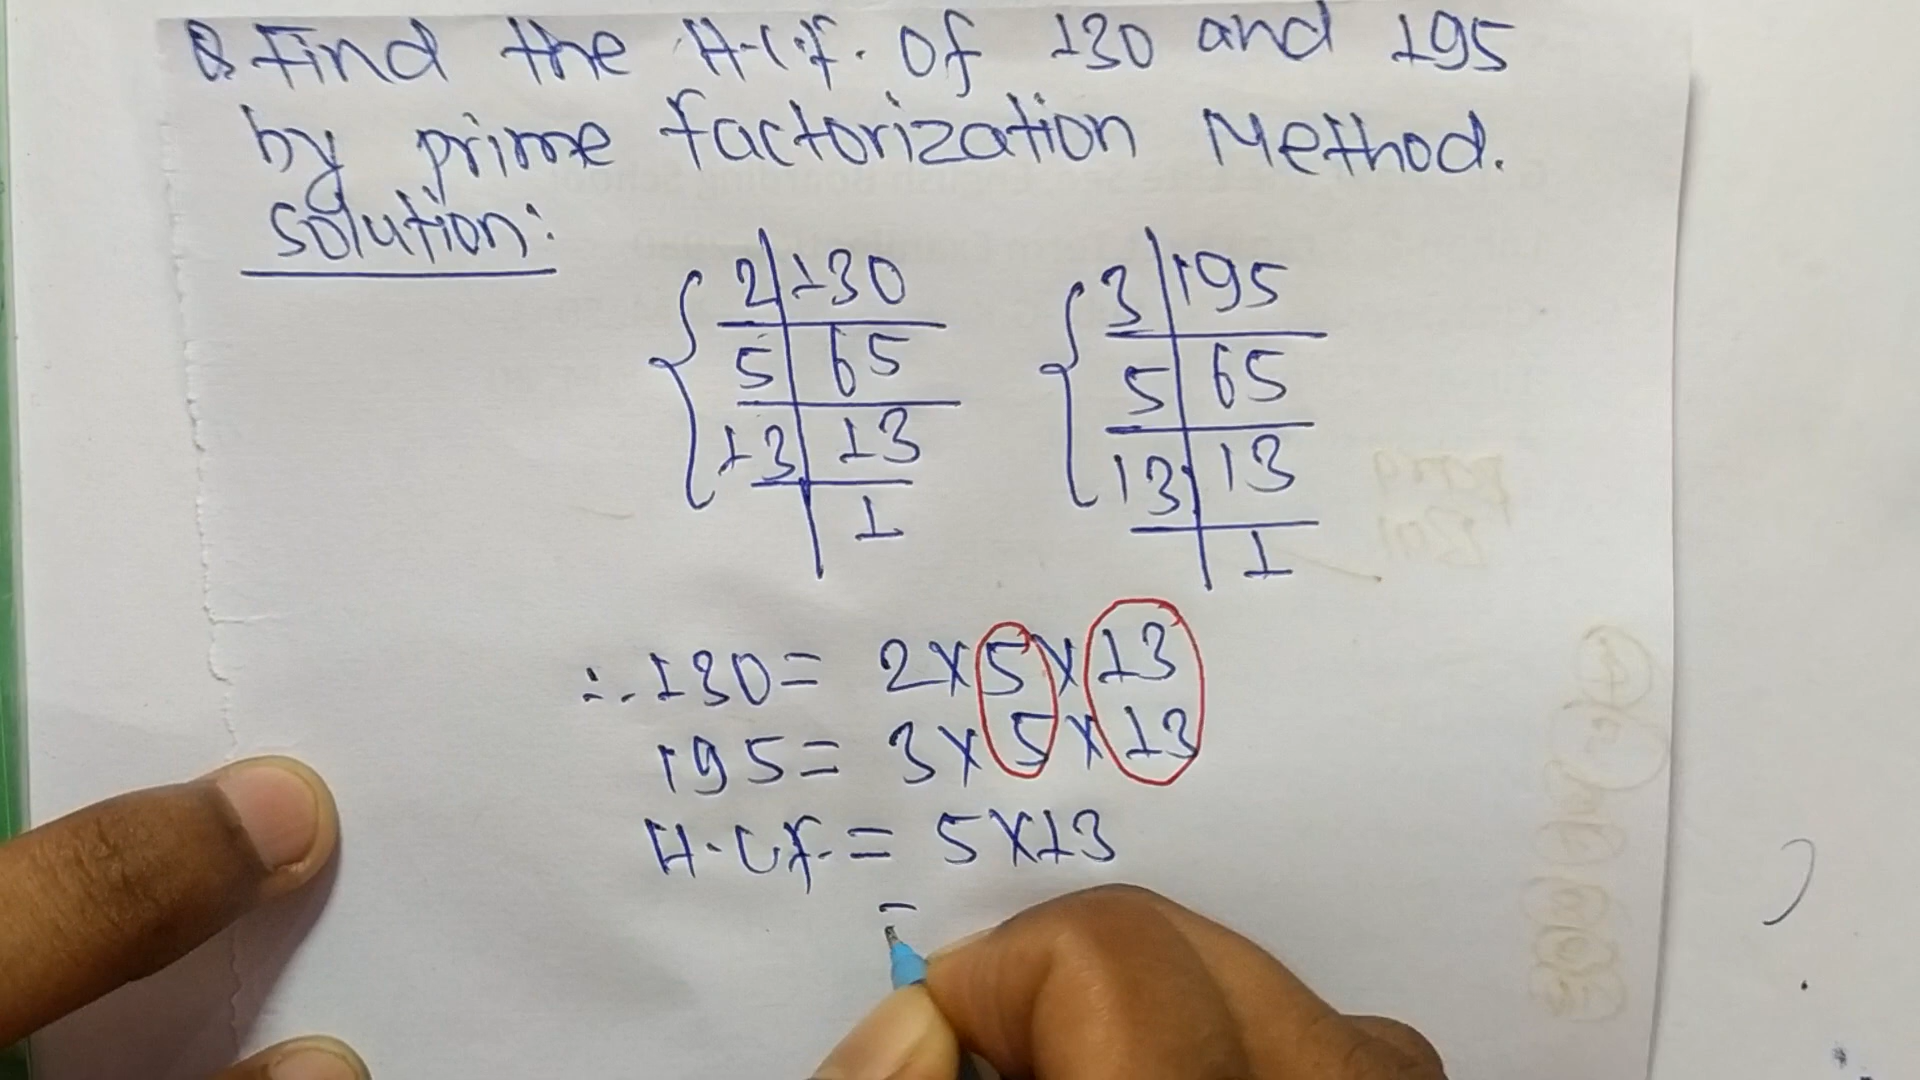 Q Find the H.C.F. of 130 and 195
by prime factorization Method.
Solution:
2 130
5 65
13 13
1
3 195
5 65
13 13
1
∴ 130 = 2×5×13
195 = 3×5×13
H.C.F. = 5×13